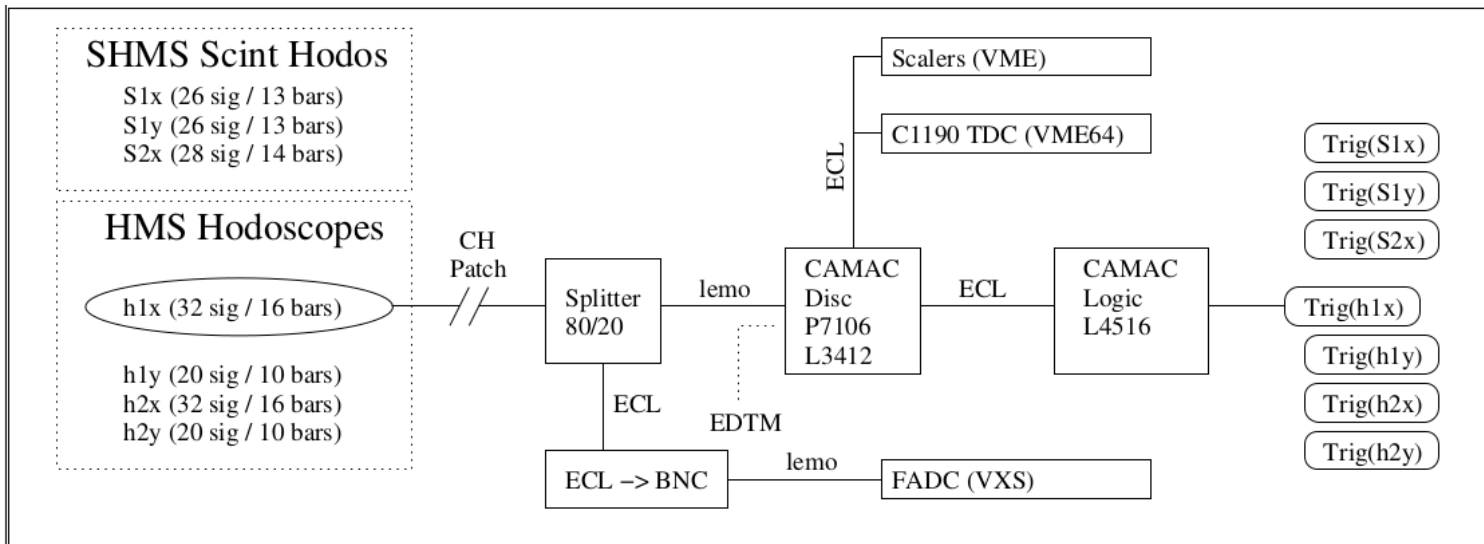 SHMS Scint Hodos
S1x (26 sig / 13 bars)
S1y (26 sig / 13 bars)
S2x (28 sig / 14 bars)
HMS Hodoscopes
h1x (32 sig / 16 bars)
h1y (20 sig / 10 bars)
h2x (32 sig / 16 bars)
h2y (20 sig / 10 bars)
CH
Patch
Splitter
80/20
lemo
ECL
ECL −> BNC
lemo
FADC (VXS)
EDTM
CAMAC
Disc
P7106
L3412
ECL
Scalers (VME)
C1190 TDC (VME64)
ECL
CAMAC
Logic
L4516
Trig(S1x)
Trig(S1y)
Trig(S2x)
Trig(h1x)
Trig(h1y)
Trig(h2x)
Trig(h2y)